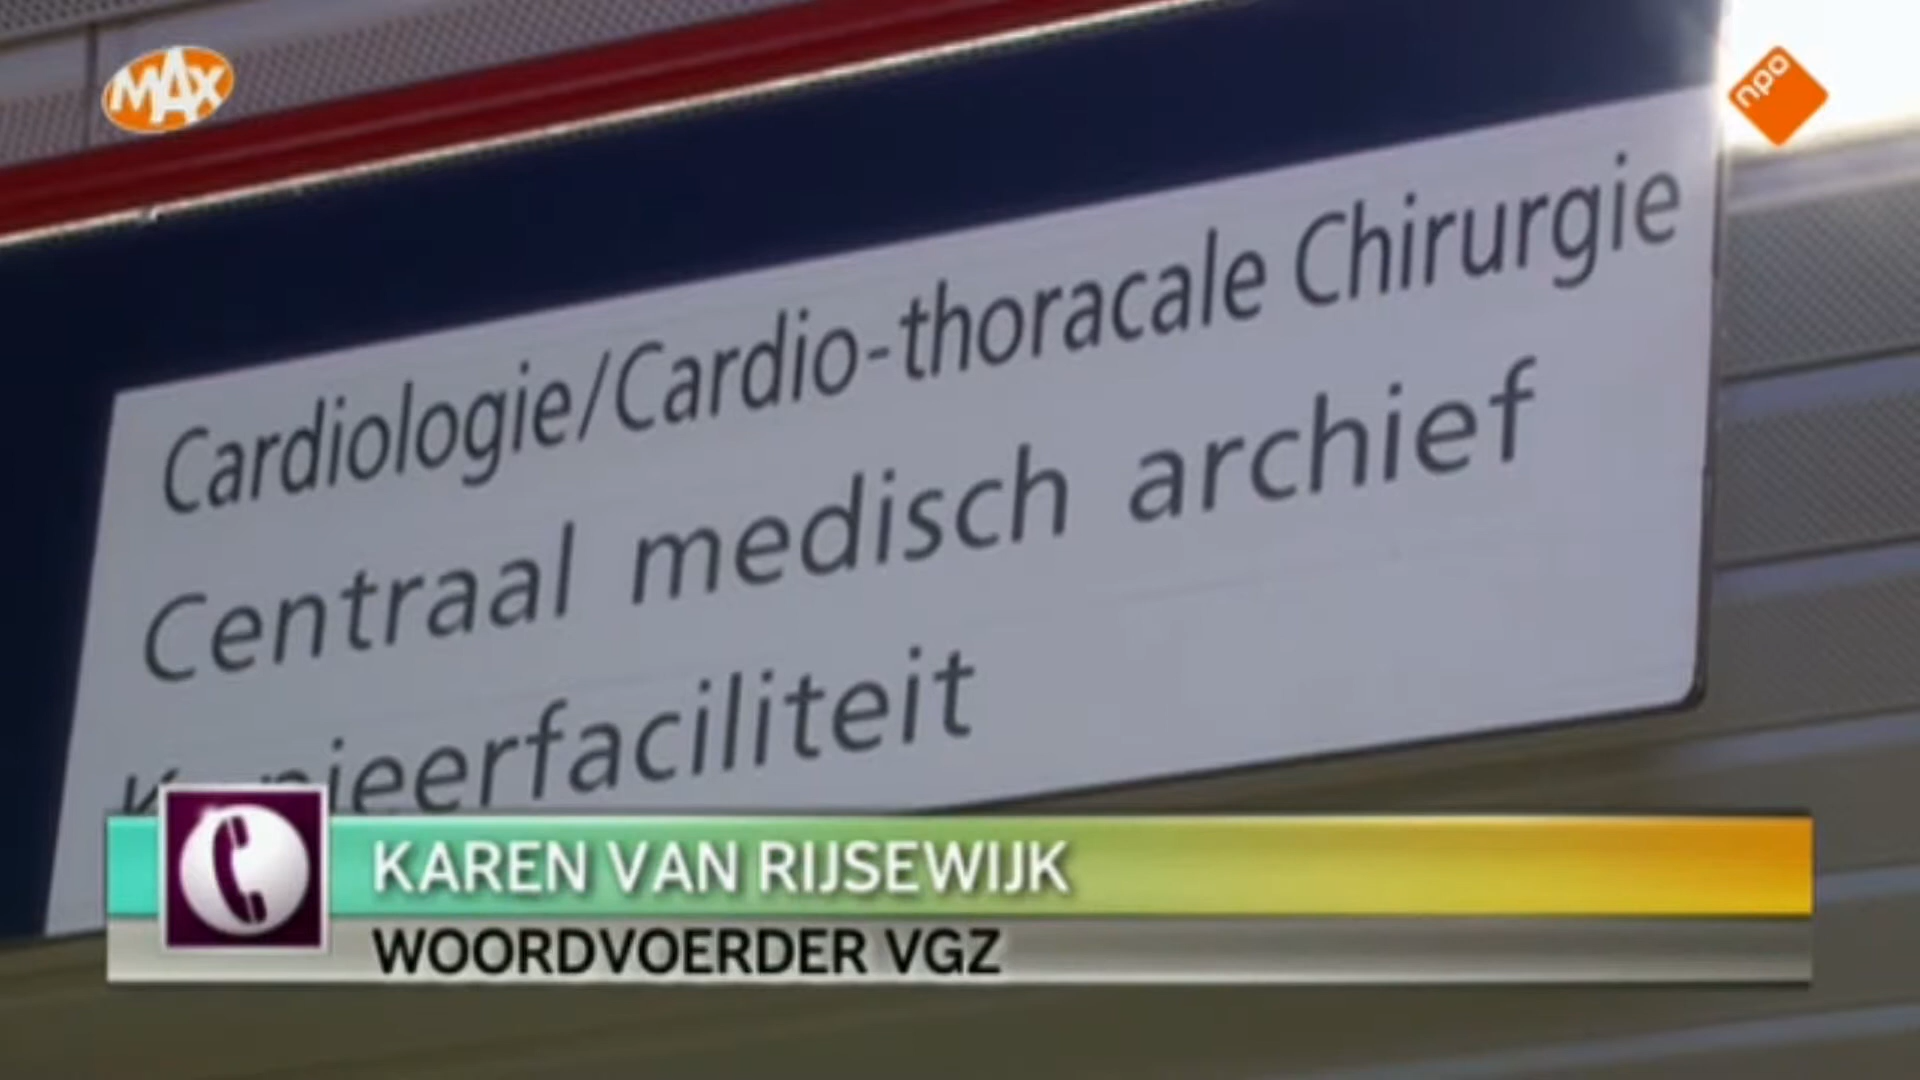 MAX
npo
Cardiologie/Cardio-thoracale Chirurgie
Centraal medisch archief
KAREN VAN RIJSEWIJK
WOORDVOERDER VGZ